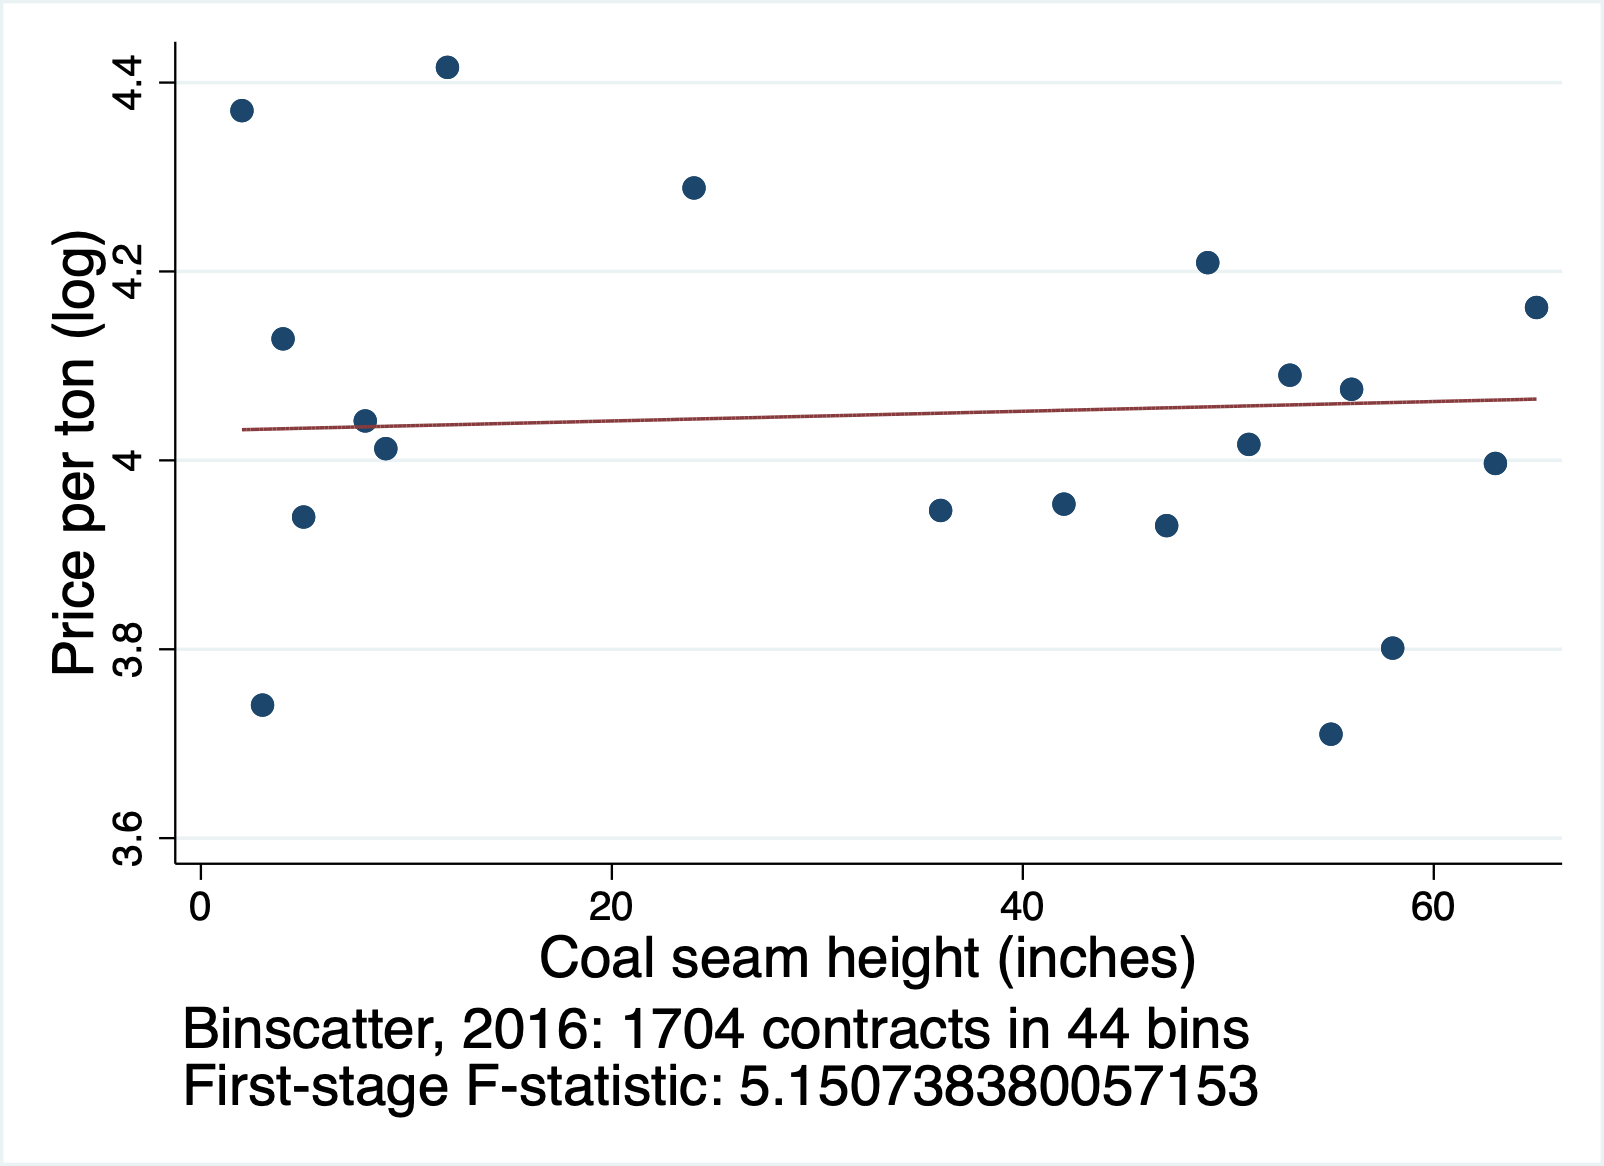 4.4
4.2
4
3.8
3.6
Price per ton (log)
0 20 40 60
Coal seam height (inches)
Binscatter, 2016: 1704 contracts in 44 bins
First-stage F-statistic: 5.150738380057153